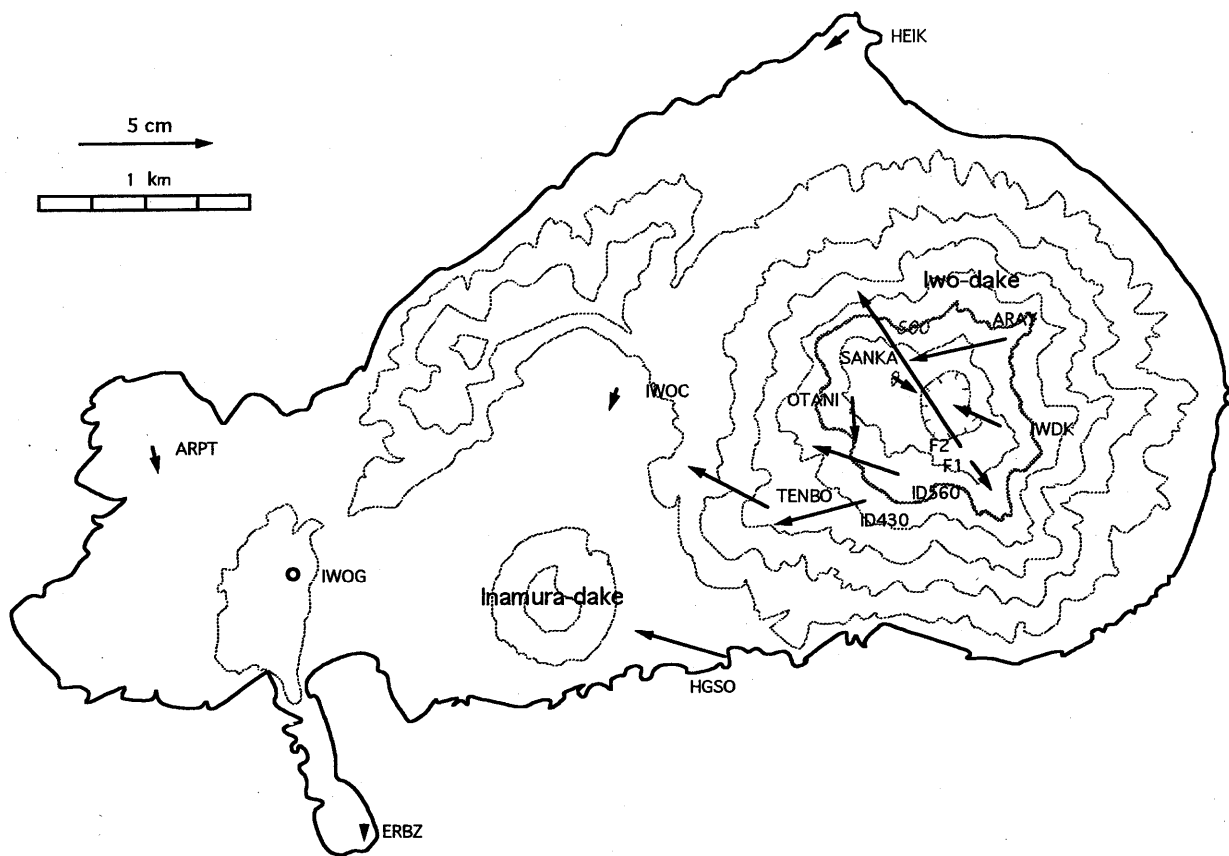 HEIK
5 cm
1 km
Iwo-dake
ARAY
500
SANKA
IWOC
OTANI
IWDK
ARPT
F2
F1
ID560
TENBO
ID430
IWOG
Inamura-dake
HGSO
ERBZ